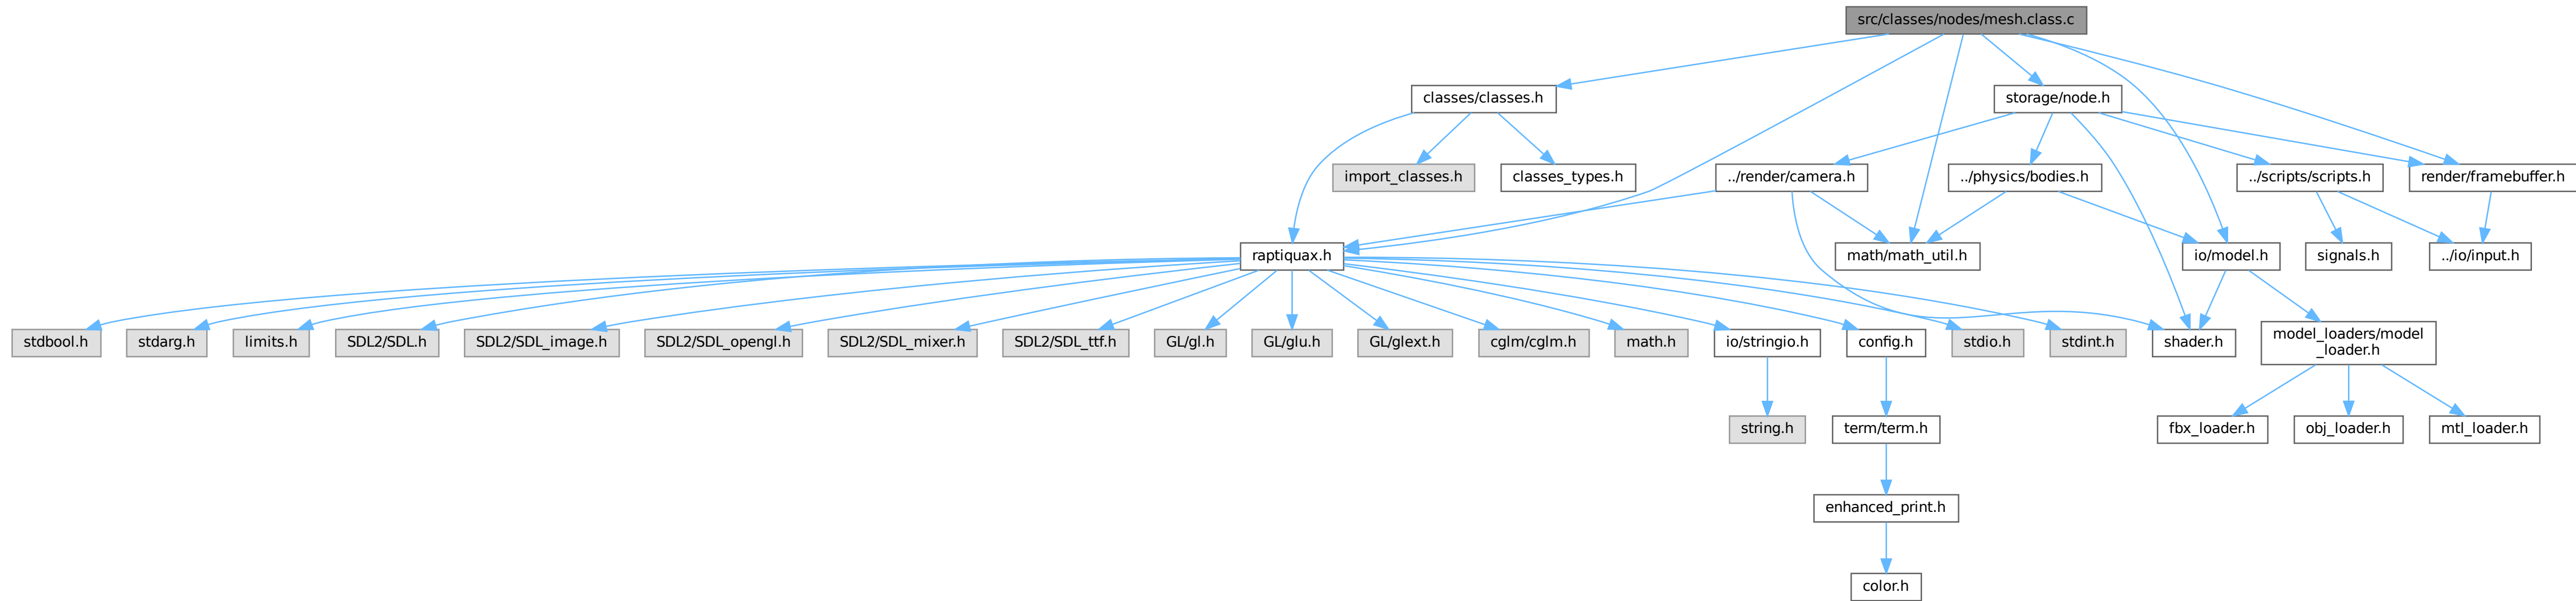 src/classes/nodes/mesh.class.c
classes/classes.h
storage/node.h
import_classes.h
classes_types.h
../render/camera.h
../physics/bodies.h
../scripts/scripts.h
render/framebuffer.h
raptiquax.h
math/math_util.h
io/model.h
signals.h
../io/input.h
stdbool.h
stdarg.h
limits.h
SDL2/SDL.h
SDL2/SDL_image.h
SDL2/SDL_opengl.h
SDL2/SDL_mixer.h
SDL2/SDL_ttf.h
GL/gl.h
GL/glu.h
GL/glext.h
cglm/cglm.h
math.h
io/stringio.h
config.h
stdio.h
stdint.h
shader.h
model_loaders/model
_loader.h
string.h
term/term.h
fbx_loader.h
obj_loader.h
mtl_loader.h
enhanced_print.h
color.h